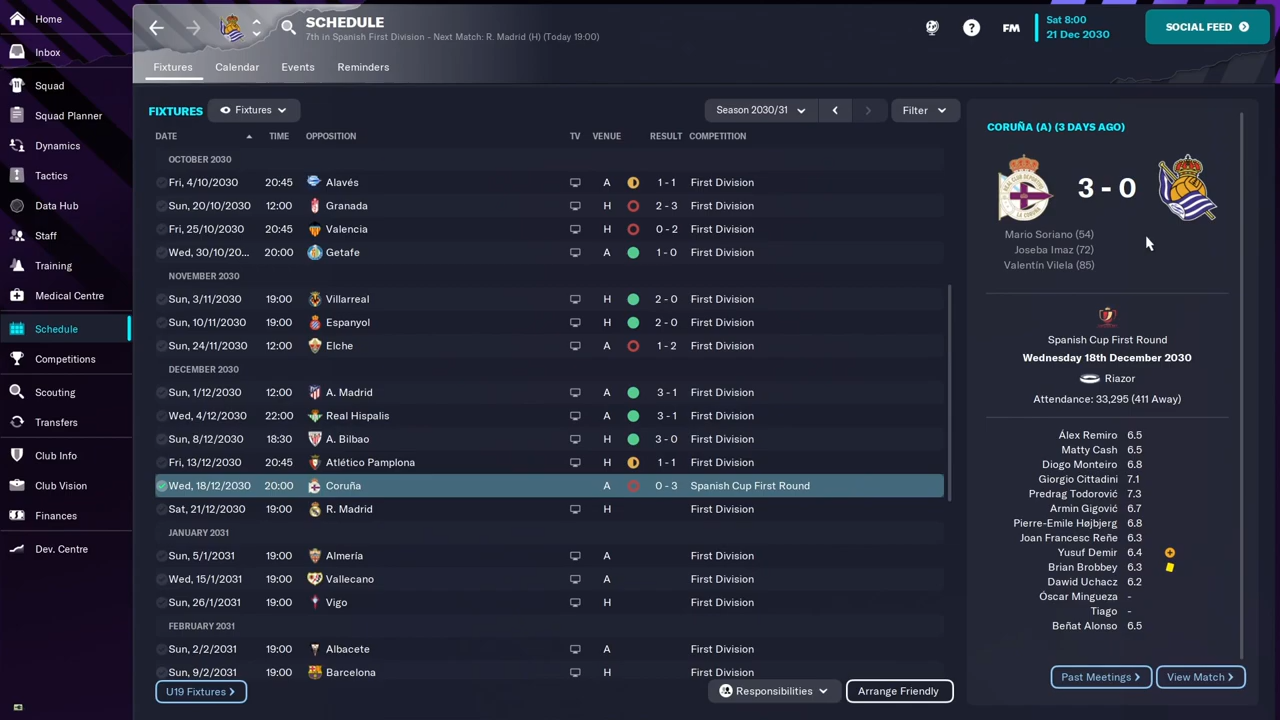 Home
Inbox
Squad
Squad Planner
Dynamics
Tactics
Data Hub
Staff
Training
Medical Centre
Schedule
Competitions
Scouting
Transfers
Club Info
Club Vision
Finances
Dev. Centre
SCHEDULE
7th in Spanish First Division - Next Match: R. Madrid (H) (Today 19:00)
FM
Sat 8:00
21 Dec 2030
SOCIAL FEED
Fixtures Calendar Events Reminders
FIXTURES Fixtures Season 2030/31 Filter
DATE TIME OPPOSITION TV VENUE RESULT COMPETITION
OCTOBER 2030
Fri, 4/10/2030 20:45 Alavés A 1 - 1 First Division
Sun, 20/10/2030 12:00 Granada H 2 - 3 First Division
Fri, 25/10/2030 20:45 Valencia H 0 - 2 First Division
Wed, 30/10/20... 20:00 Getafe A 1 - 0 First Division
NOVEMBER 2030
Sun, 3/11/2030 19:00 Villarreal H 2 - 0 First Division
Sun, 10/11/2030 19:00 Espanyol H 2 - 0 First Division
Sun, 24/11/2030 12:00 Elche A 1 - 2 First Division
DECEMBER 2030
Sun, 1/12/2030 12:00 A. Madrid A 3 - 1 First Division
Wed, 4/12/2030 22:00 Real Hispalis A 3 - 1 First Division
Sun, 8/12/2030 18:30 A. Bilbao H 3 - 0 First Division
Fri, 13/12/2030 20:45 Atlético Pamplona H 1 - 1 First Division
Wed, 18/12/2030 20:00 Coruña A 0 - 3 Spanish Cup First Round
Sat, 21/12/2030 19:00 R. Madrid H First Division
JANUARY 2031
Sun, 5/1/2031 19:00 Almería A First Division
Wed, 15/1/2031 19:00 Vallecano A First Division
Sun, 26/1/2031 19:00 Vigo H First Division
FEBRUARY 2031
Sun, 2/2/2031 19:00 Albacete A First Division
Sun, 9/2/2031 19:00 Barcelona H First Division
U19 Fixtures Responsibilities Arrange Friendly
CORUÑA (A) (3 DAYS AGO)
3 - 0
Mario Soriano (54)
Joseba Imaz (72)
Valentin Vilela (85)
Spanish Cup First Round
Wednesday 18th December 2030
Riazor
Attendance: 33,295 (411 Away)
Álex Remiro 6.5
Matty Cash 6.5
Diogo Monteiro 6.8
Giorgio Cittadini 7.1
Predrag Todorović 7.3
Armin Gigović 6.7
Pierre-Emile Højbjerg 6.8
Joan Francesc Reñe 6.3
Yusuf Demir 6.4
Brian Brobbey 6.3
Dawid Uchacz 6.2
Óscar Mingueza -
Tiago -
Beñat Alonso 6.5
Past Meetings View Match